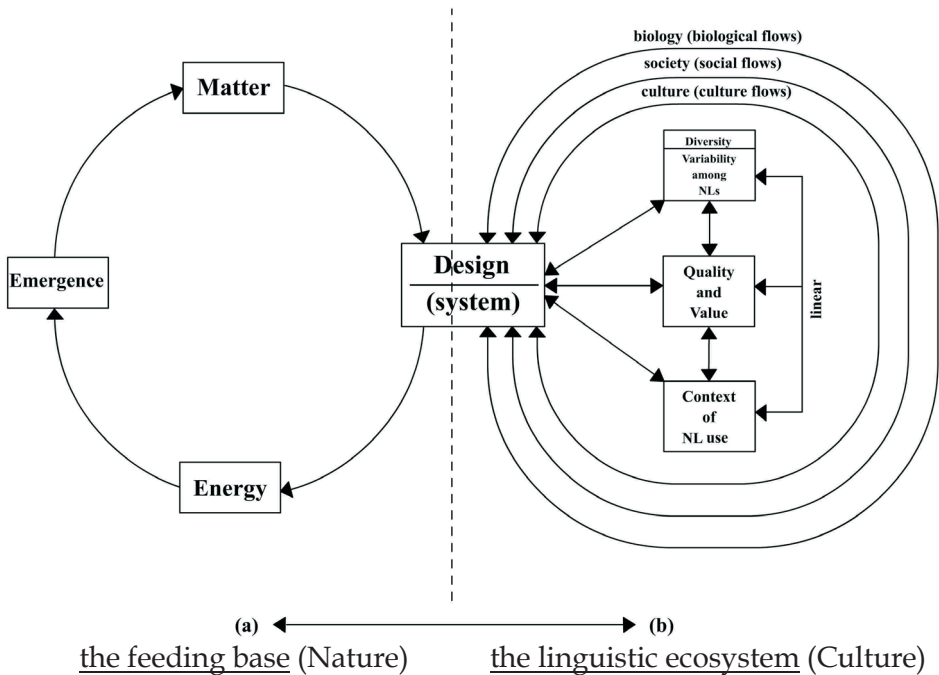 biology (biological flows)
society (social flows)
culture (culture flows)
Matter
Emergence
Energy
Design
(system)
Diversity
Variability
among
NLs
Quality
and
Value
Context
of
NL use
linear
(a)
(b)
the feeding base (Nature)
the linguistic ecosystem (Culture)